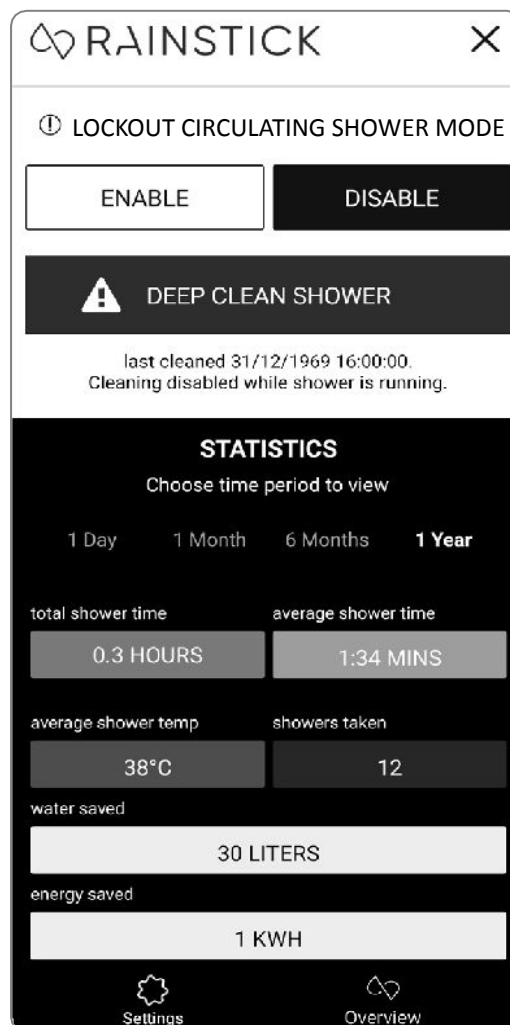 RAINSTICK
LOCKOUT CIRCULATING SHOWER MODE
ENABLE DISABLE
DEEP CLEAN SHOWER
last cleaned 31/12/1969 16:00:00.
Cleaning disabled while shower is running.
STATISTICS
Choose time period to view
1 Day 1 Month 6 Months 1 Year
total shower time average shower time
0.3 HOURS 1:34 MINS
average shower temp showers taken
38°C 12
water saved
30 LITERS
energy saved
1 KWH
Settings Overview